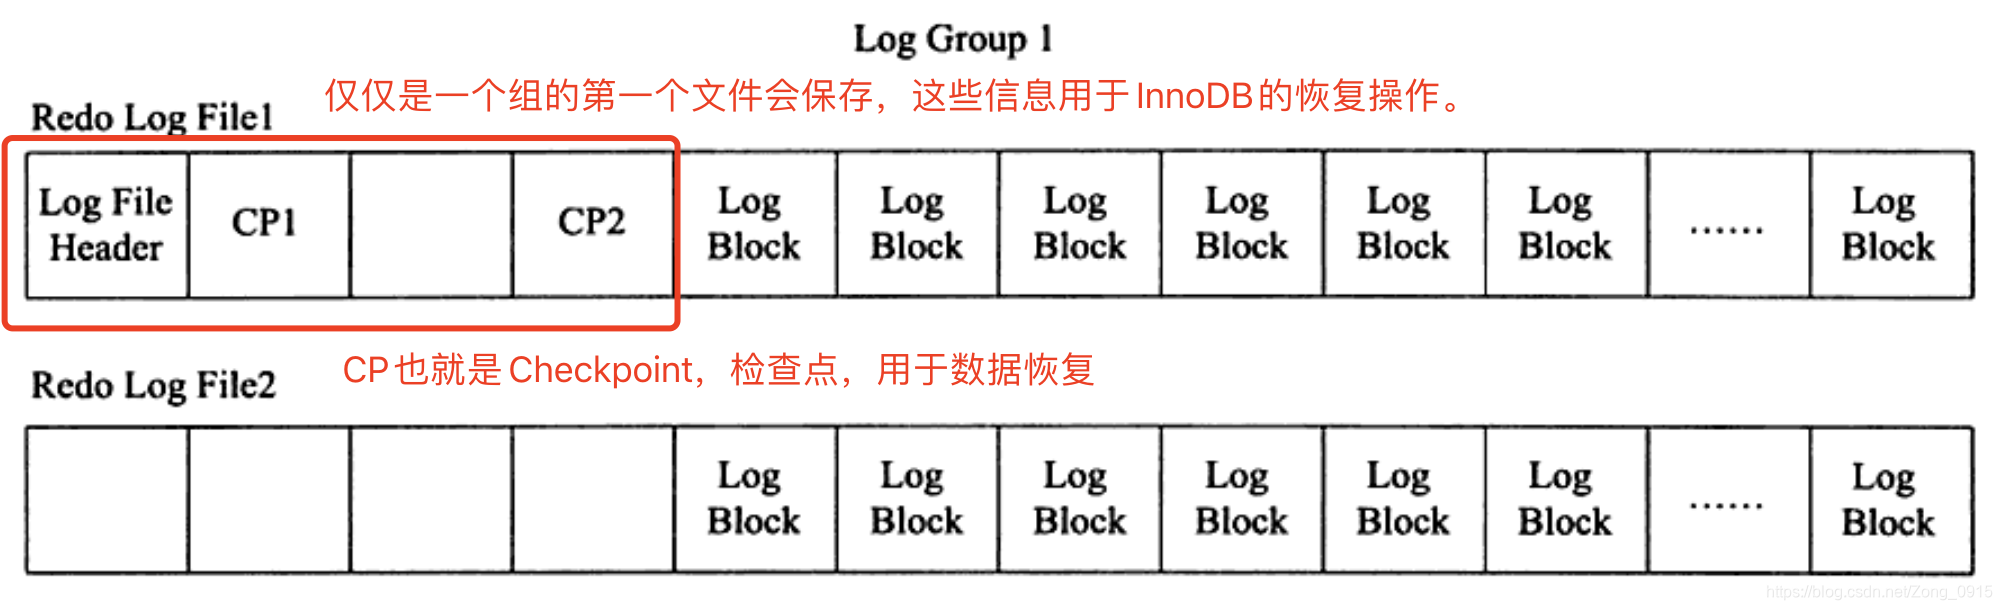 Log Group 1
仅仅是一个组的第一个文件会保存，这些信息用于InnoDB的恢复操作。
Redo Log File1
Log File Header
CP1
CP2
Log Block
Log Block
Log Block
Log Block
Log Block
Log Block
······
Log Block
CP也就是Checkpoint，检查点，用于数据恢复
Redo Log File2
Log Block
Log Block
Log Block
Log Block
Log Block
Log Block
······
Log Block
https://blog.csdn.net/Zong_0915